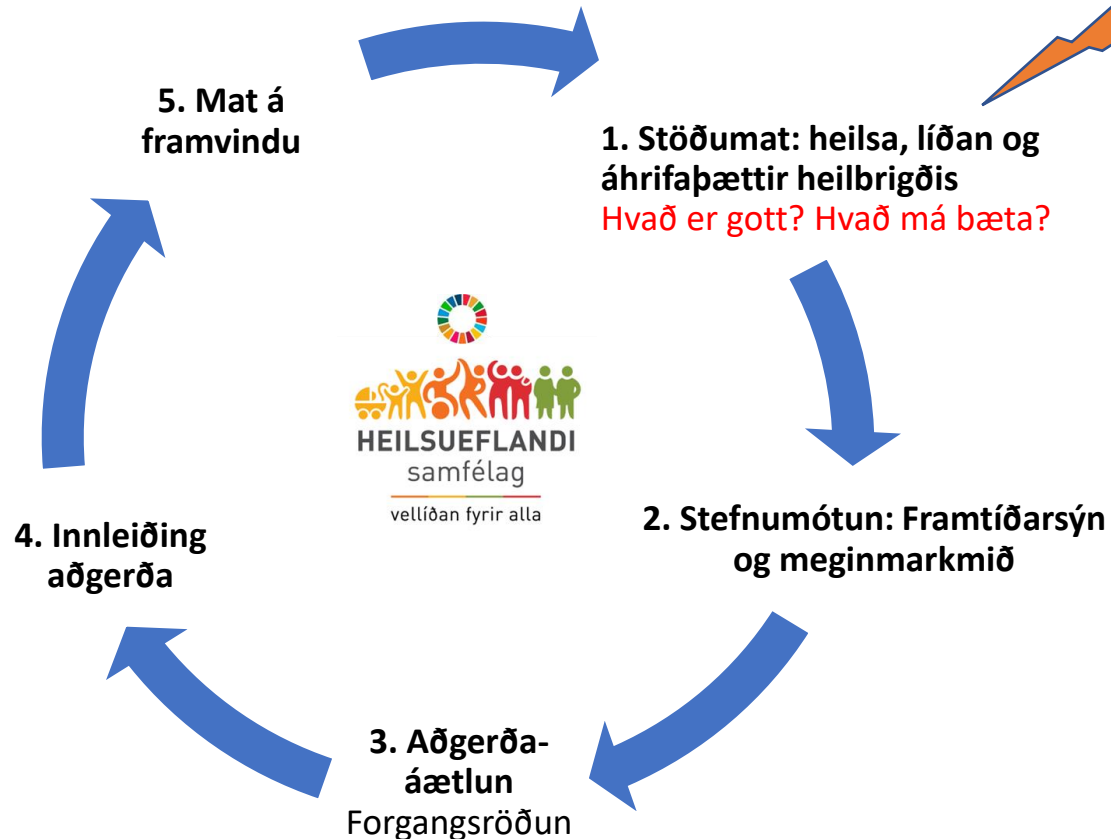 5. Mat á
framvindu
1. Stöðumat: heilsa, líðan og
áhrifaþættir heilbrigðis
Hvað er gott? Hvað má bæta?
HEILSUEFLANDI
samfélag
vellíðan fyrir alla
4. Innleiðing
aðgerða
2. Stefnumótun: Framtíðarsýn
og meginmarkmið
3. Aðgerða-
áætlun
Forgangsröðun